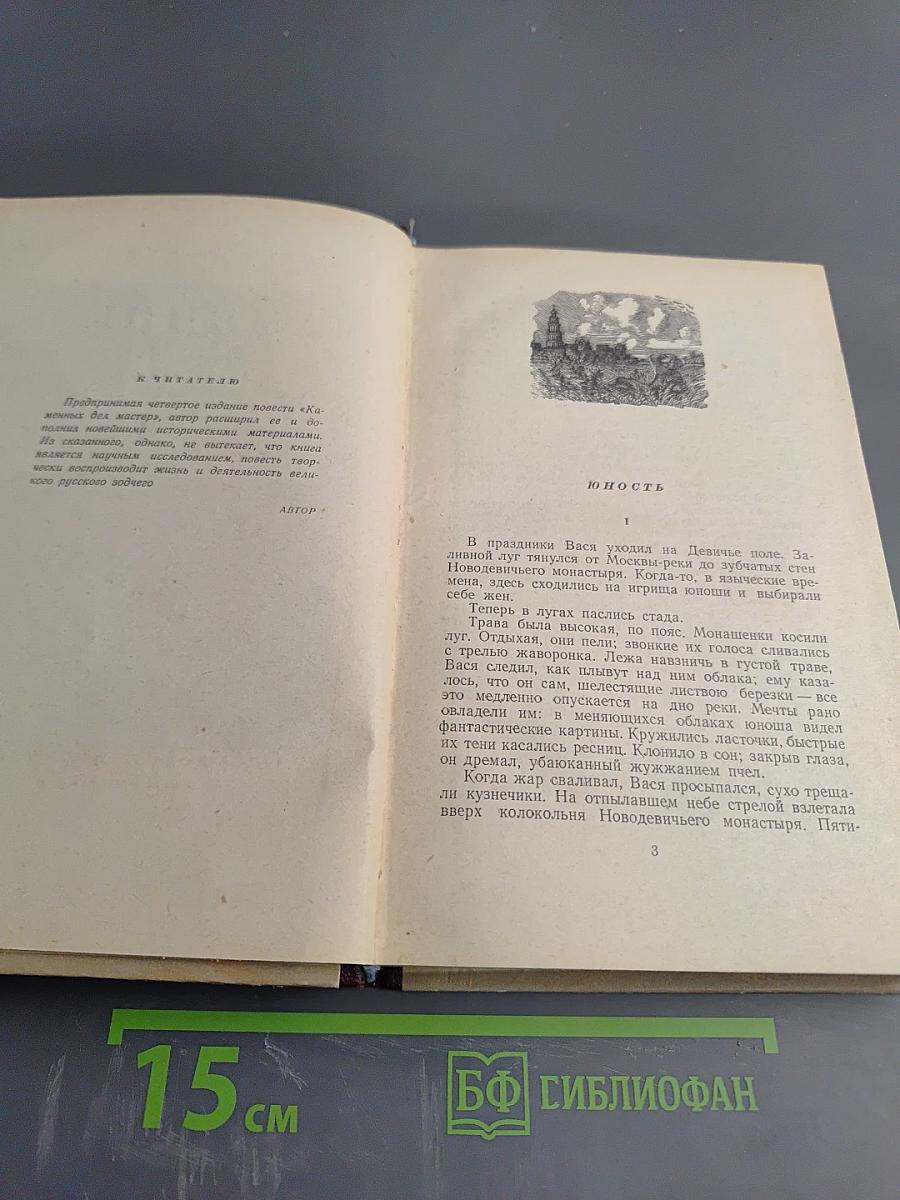 К ЧИТАТЕЛЮ
Предпринимая четвертое издание повести «Ка-
менных дел мастер», автор расширил ее и до-
полнил новейшими историческими материалами.
Из сказанного, однако, не вытекает, что книга
является научным исследованием, повесть твор-
чески воспроизводит жизнь и деятельность вели-
кого русского зодчего
АВТОР
ЮНОСТЬ
I
В праздники Вася уходил на Девичье поле. За-
ливной луг тянулся от Москвы-реки до зубчатых стен
Новодевичьего монастыря. Когда-то, в языческие вре-
мена, здесь сходились на игрища юноши и выбирали
себе жен.
Теперь в лугах паслись стада.
Трава была высокая, по пояс. Монашенки косили
луг. Отдыхая, они пели; звонкие их голоса сливались
с трелью жаворонка. Лежа навзничь в густой траве,
Вася следил, как плывут над ним облака; ему каза-
лось, что он сам, шелестящие листвою березки — все
это медленно опускается на дно реки. Мечты рано
овладели им: в меняющихся облаках юноша видел
фантастические картины. Кружились ласточки, быстрые
их тени касались ресниц. Клонило в сон; закрыв глаза,
он дремал, убаюканный жужжанием пчел.
Когда жар сваливал, Вася просыпался, сухо треща-
ли кузнечики. На отпылавшем небе стрелой взлетала
вверх колокольня Новодевичьего монастыря. Пяти-
3
15 СМ
БФ СИБЛИОФАН